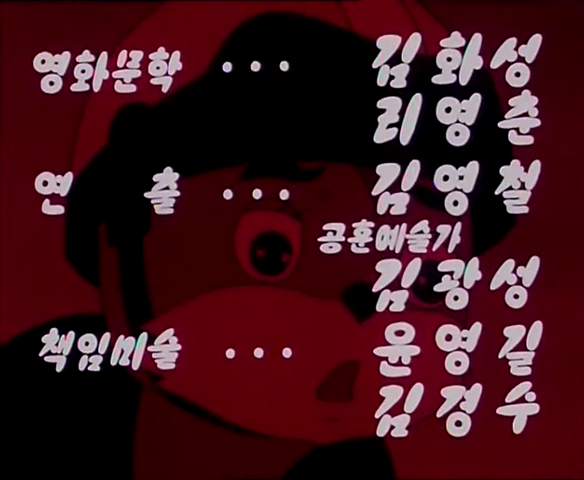 영화문학 ... 김화성
리영춘
연 출 ... 김영철
공훈예술가
김광성
책임미술 ... 윤영길
김경수